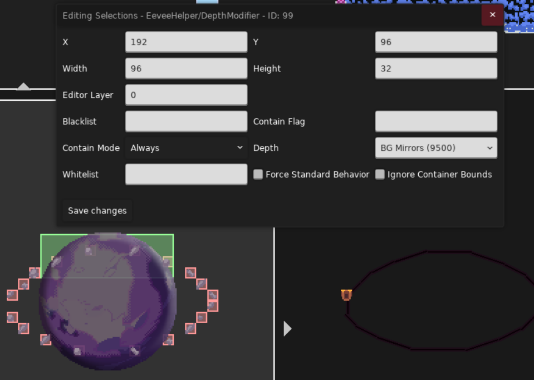 Editing Selections - EeveeHelper/DepthModifier - ID: 99
X 192 Y 96
Width 96 Height 32
Editor Layer 0
Blacklist Contain Flag
Contain Mode Always Depth BG Mirrors (9500)
Whitelist Force Standard Behavior Ignore Container Bounds
Save changes